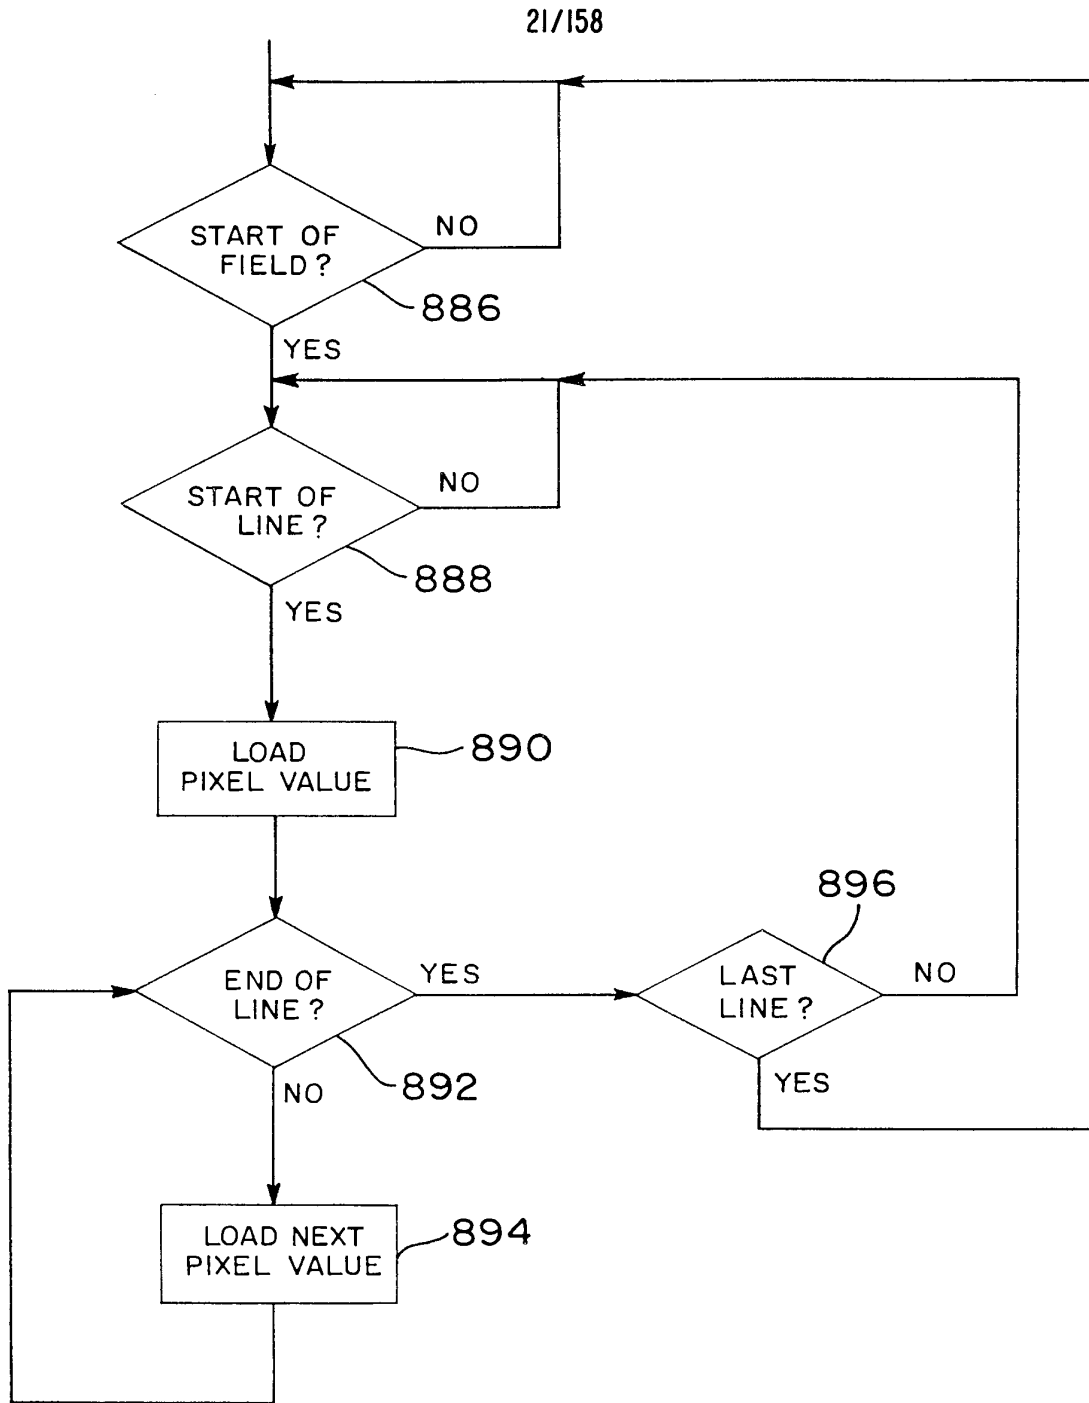 21/158
START OF
FIELD?
NO
886
YES
START OF
LINE?
NO
888
YES
LOAD
PIXEL VALUE
890
END OF
LINE?
YES
892
NO
896
LAST
LINE?
NO
YES
LOAD NEXT
PIXEL VALUE
894